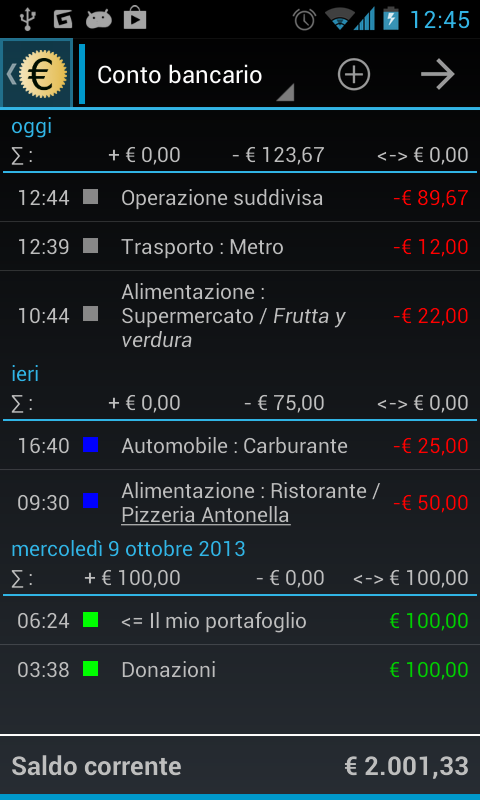 12:45
€ Conto bancario
oggi
Σ : + € 0,00 - € 123,67 <-> € 0,00
12:44 Operazione suddivisa -€ 89,67
12:39 Trasporto : Metro -€ 12,00
Alimentazione :
10:44 Supermercato / Frutta y -€ 22,00
verdura
ieri
Σ : + € 0,00 - € 75,00 <-> € 0,00
16:40 Automobile : Carburante -€ 25,00
09:30 Alimentazione : Ristorante / -€ 50,00
Pizzeria Antonella
mercoledì 9 ottobre 2013
Σ : + € 100,00 - € 0,00 <-> € 100,00
06:24 <= Il mio portafoglio € 100,00
03:38 Donazioni € 100,00
Saldo corrente € 2.001,33